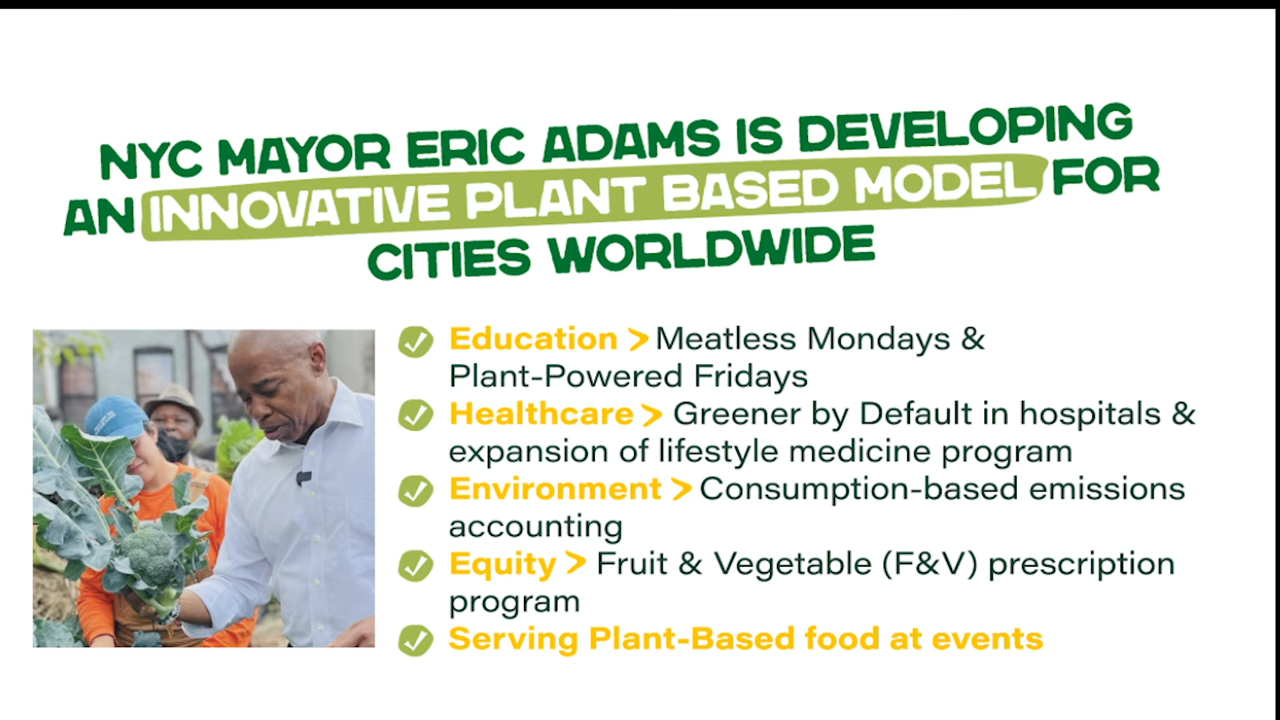 NYC MAYOR ERIC ADAMS IS DEVELOPING
AN INNOVATIVE PLANT BASED MODEL FOR
CITIES WORLDWIDE
Education > Meatless Mondays &
Plant-Powered Fridays
Healthcare > Greener by Default in hospitals &
expansion of lifestyle medicine program
Environment > Consumption-based emissions
accounting
Equity > Fruit & Vegetable (F&V) prescription
program
Serving Plant-Based food at events